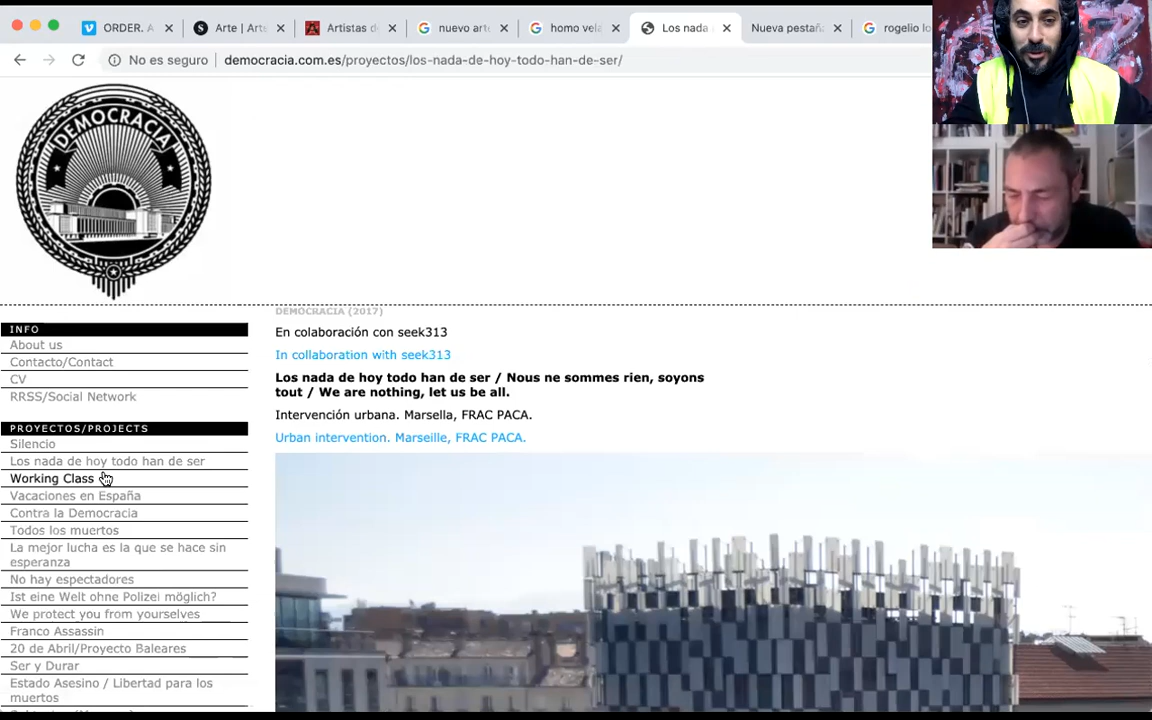 ORDER. A
Arte | Arts
Artistas d
nuevo arte
homo vela
Los nada
Nueva pestaña
rogelio lo
No es seguro
democracia.com.es/proyectos/los-nada-de-hoy-todo-han-de-ser/
DEMOCRACIA
INFO
About us
Contacto/Contact
CV
RRSS/Social Network
PROYECTOS/PROJECTS
Silencio
Los nada de hoy todo han de ser
Working Class
Vacaciones en España
Contra la Democracia
Todos los muertos
La mejor lucha es la que se hace sin
esperanza
No hay espectadores
Ist eine Welt ohne Polizei möglich?
We protect you from yourselves
Franco Assassin
20 de Abril/Proyecto Baleares
Ser y Durar
Estado Asesino / Libertad para los
muertos
DEMOCRACIA (2017)
En colaboración con seek313
In collaboration with seek313
Los nada de hoy todo han de ser / Nous ne sommes rien, soyons
tout / We are nothing, let us be all.
Intervención urbana. Marsella, FRAC PACA.
Urban intervention. Marseille, FRAC PACA.